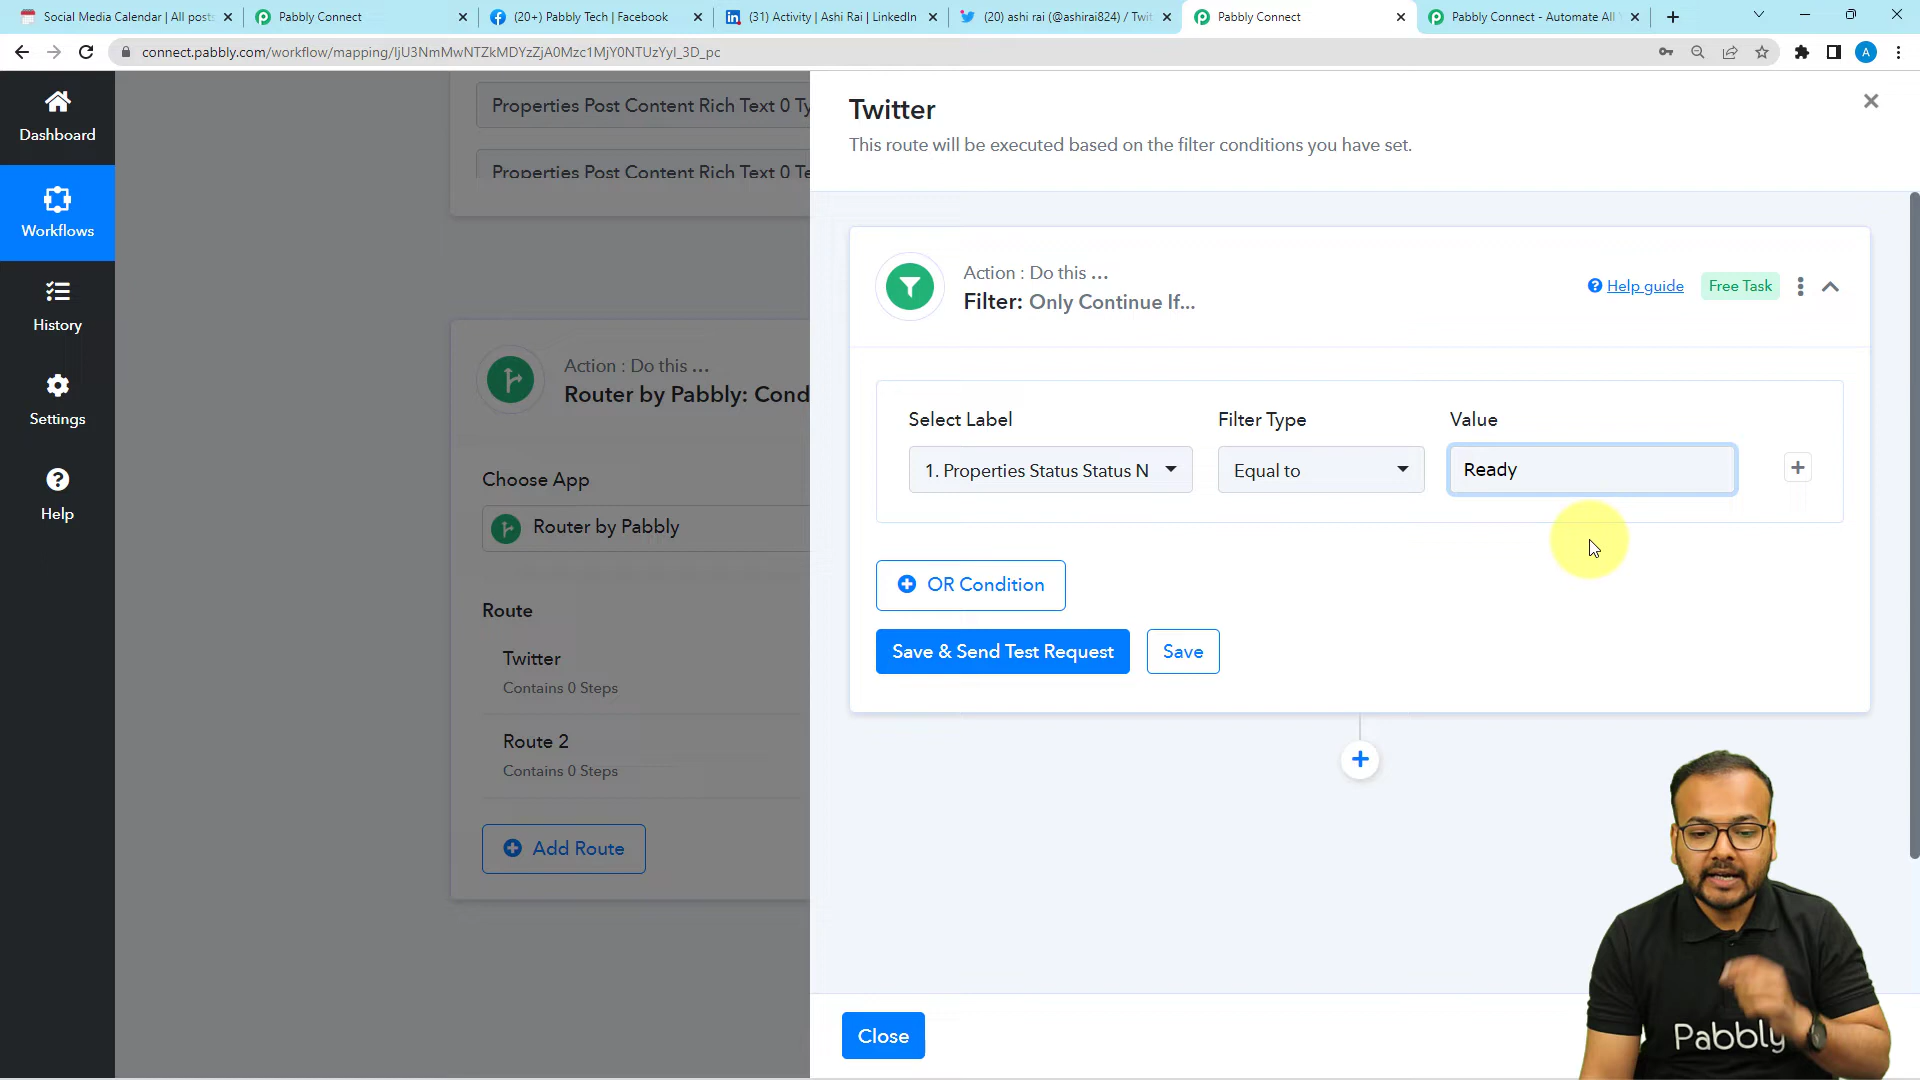 Social Media Calendar | All posts
Pabbly Connect
(20+) Pabbly Tech | Facebook
(31) Activity | Ashi Rai | LinkedIn
(20) ashi rai (@ashirai824) / Twit
Pabbly Connect
Pabbly Connect - Automate All
A
Dashboard
Workflows
History
Settings
Help
Properties Post Content Rich Text 0 Ty
Properties Post Content Rich Text 0 Te
Action : Do this ...
Router by Pabbly: Cond
Choose App
Router by Pabbly
Route
Twitter
Contains 0 Steps
Route 2
Contains 0 Steps
Add Route
Twitter
This route will be executed based on the filter conditions you have set.
Action : Do this ...
Filter: Only Continue If...
Help guide
Free Task
Select Label
Filter Type
Value
1. Properties Status Status N
Equal to
Ready
OR Condition
Save & Send Test Request
Save
Close
Pabbly